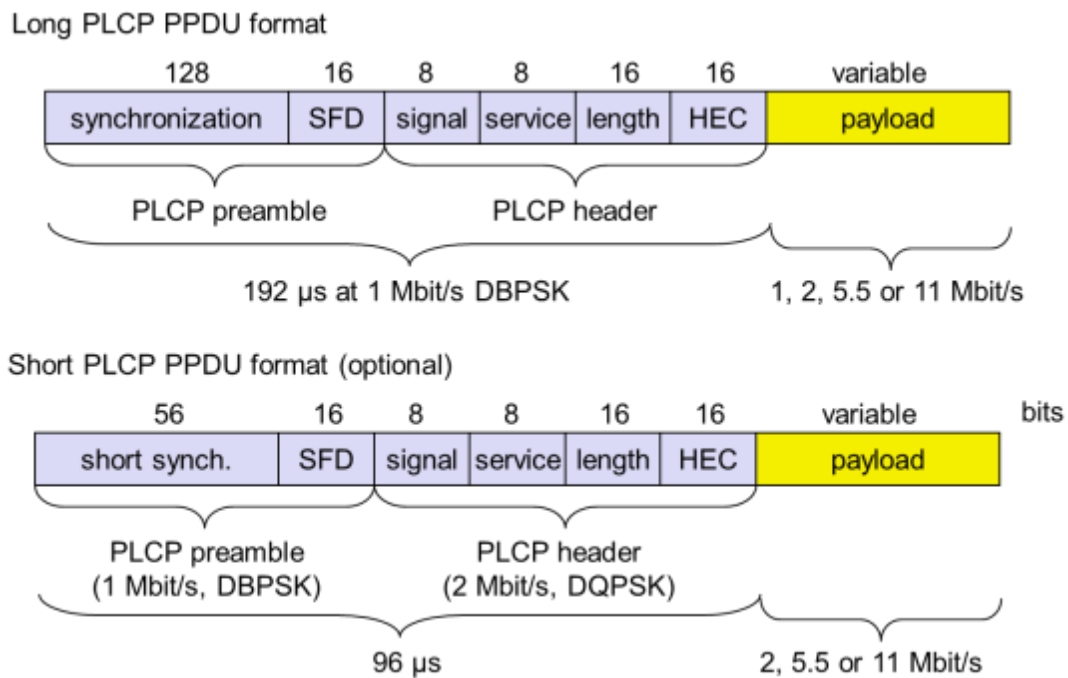 Long PLCP PPDU format
128 16 8 8 16 16 variable
synchronization SFD signal service length HEC payload
PLCP preamble PLCP header
192 µs at 1 Mbit/s DBPSK 1, 2, 5.5 or 11 Mbit/s
Short PLCP PPDU format (optional)
56 16 8 8 16 16 variable bits
short synch. SFD signal service length HEC payload
PLCP preamble PLCP header
(1 Mbit/s, DBPSK) (2 Mbit/s, DQPSK)
96 µs 2, 5.5 or 11 Mbit/s